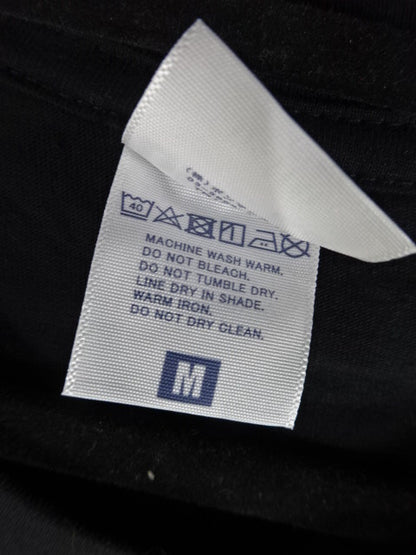 40
MACHINE WASH WARM.
DO NOT BLEACH.
DO NOT TUMBLE DRY.
LINE DRY IN SHADE.
WARM IRON.
DO NOT DRY CLEAN.
M